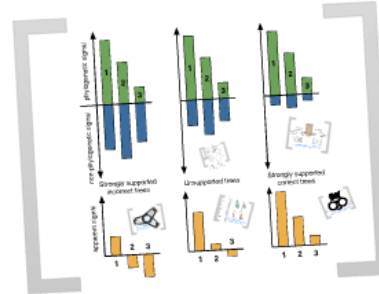 phylogenetic signal
non-phylogenetic signal
1
2
3
1
2
3
1
2
3
Strongly supported
incorrect trees
Unsupported trees
Strongly supported
correct trees
apparent signal
1 2 3
1 2 3
1 2 3